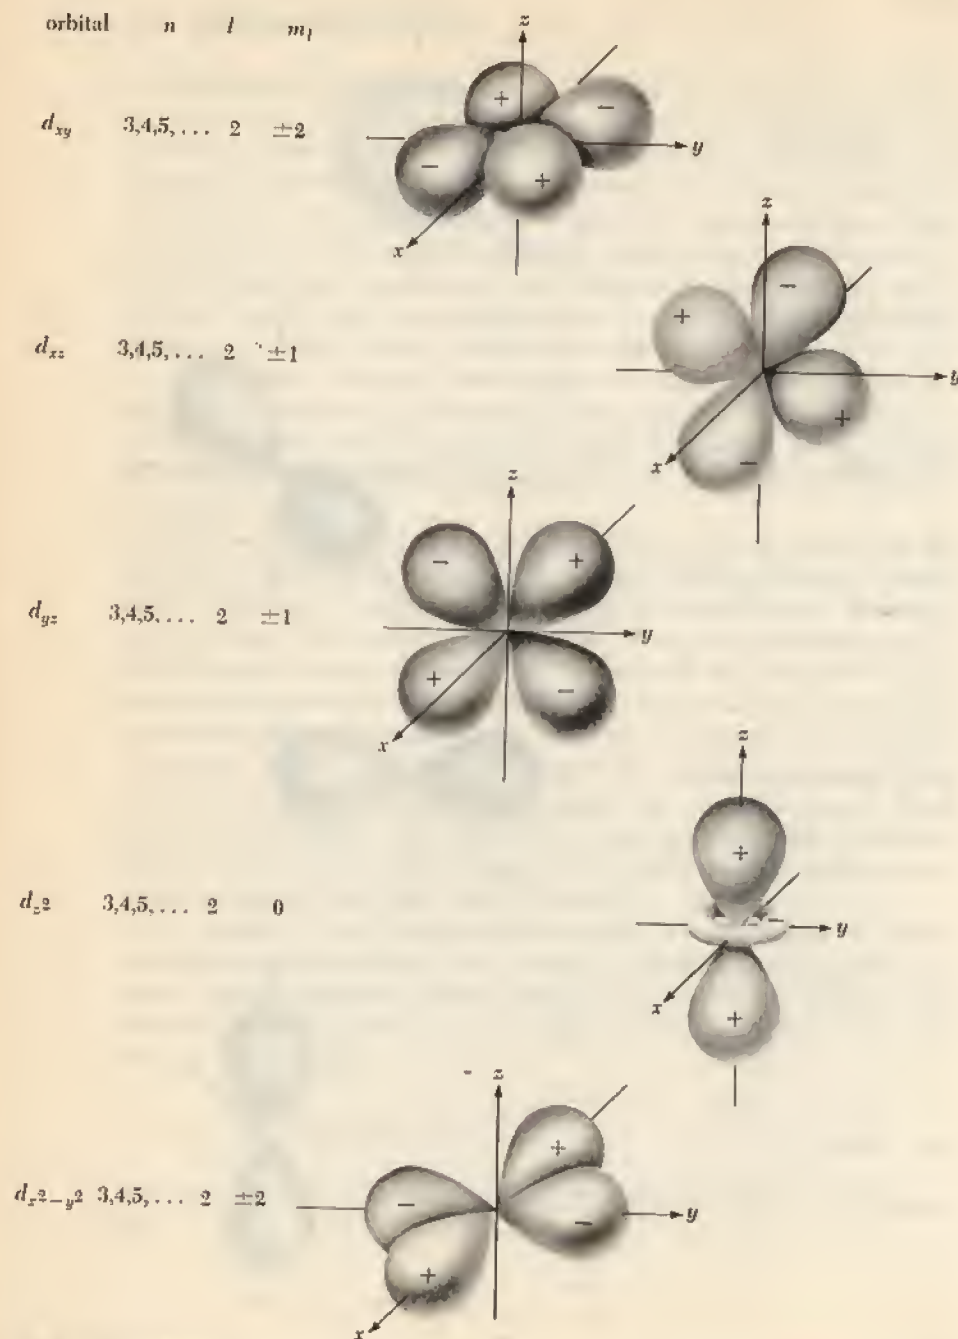 orbital n l m_l
z
+ −
d_xy 3,4,5,... 2 ±2
y
− +
x
z
−
+
d_xz 3,4,5,... 2 ±1
y
+
x −
z
− +
d_yz 3,4,5,... 2 ±1
y
+ −
x
z
+
d_z² 3,4,5,... 2 0
− −
y
x
+
z
+
d_x²−y² 3,4,5,... 2 ±2
− −
y
+
x